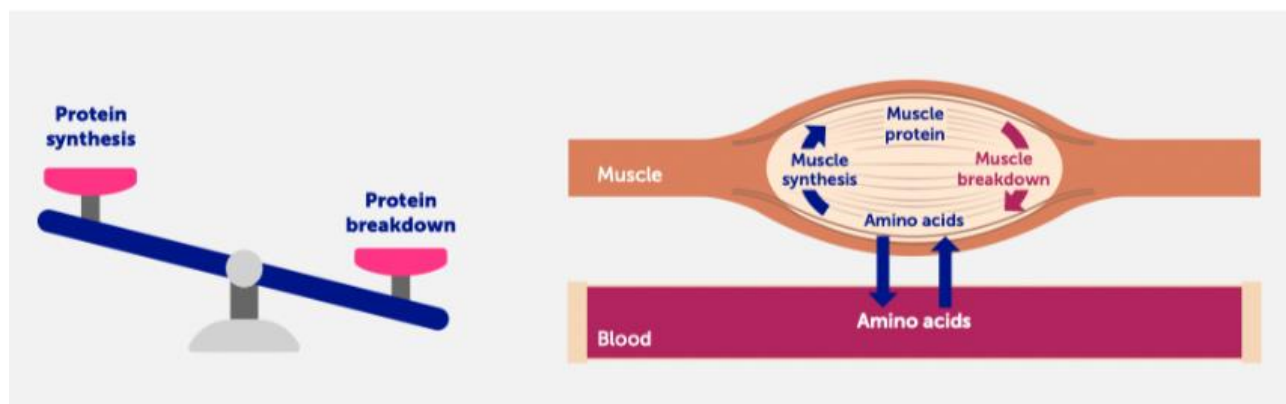 Protein
synthesis
Protein
breakdown
Muscle
Muscle
protein
Muscle
synthesis
Muscle
breakdown
Amino acids
Amino acids
Blood